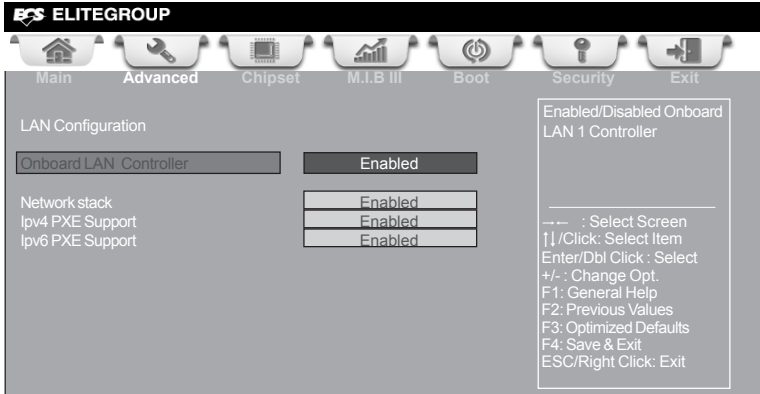 ECS ELITEGROUP
Main Advanced Chipset M.I.B III Boot Security Exit
LAN Configuration
Onboard LAN Controller Enabled
Network stack Enabled
Ipv4 PXE Support Enabled
Ipv6 PXE Support Enabled
Enabled/Disabled Onboard
LAN 1 Controller
→← : Select Screen
↑↓/Click: Select Item
Enter/Dbl Click : Select
+/- : Change Opt.
F1: General Help
F2: Previous Values
F3: Optimized Defaults
F4: Save & Exit
ESC/Right Click: Exit